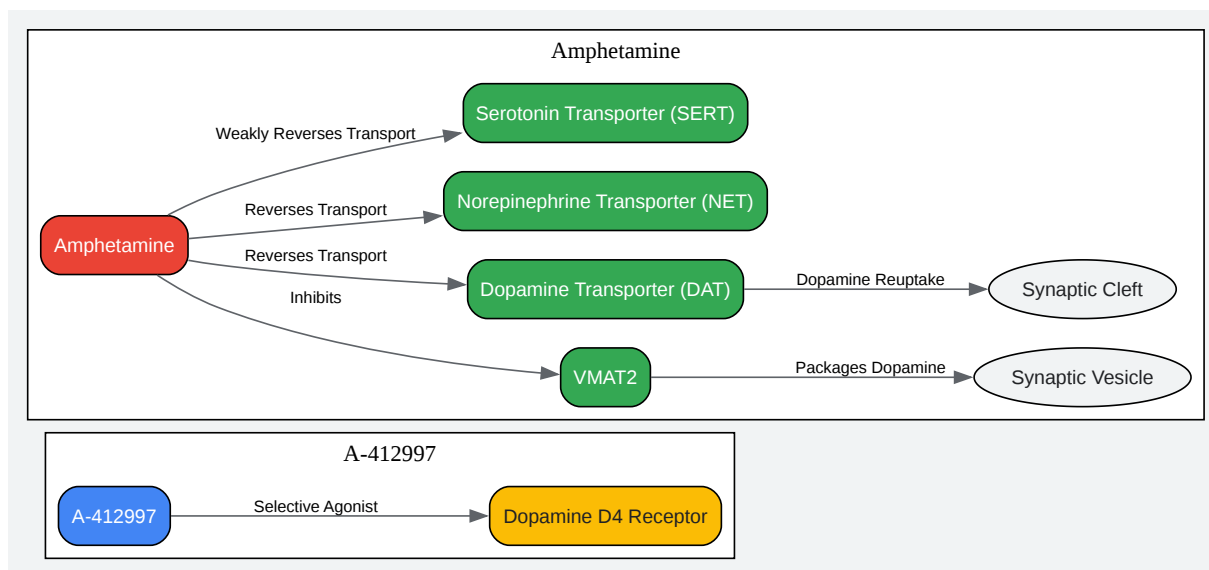 Amphetamine
Serotonin Transporter (SERT)
Weakly Reverses Transport
Norepinephrine Transporter (NET)
Reverses Transport
Amphetamine
Reverses Transport
Dopamine Transporter (DAT)
Dopamine Reuptake
Synaptic Cleft
Inhibits
VMAT2
Packages Dopamine
Synaptic Vesicle
A-412997
A-412997
Selective Agonist
Dopamine D4 Receptor